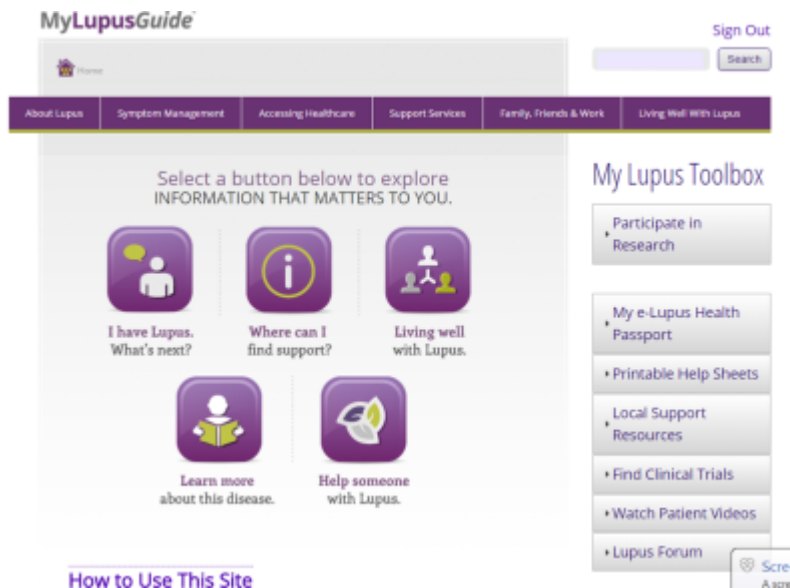 MyLupusGuide
Sign Out
Search
Home
About Lupus Symptom Management Accessing Healthcare Support Services Family, Friends & Work Living Well With Lupus
Select a button below to explore
INFORMATION THAT MATTERS TO YOU.
I have Lupus.
What's next?
Where can I
find support?
Living well
with Lupus.
Learn more
about this disease.
Help someone
with Lupus.
How to Use This Site
My Lupus Toolbox
Participate in
Research
My e-Lupus Health
Passport
Printable Help Sheets
Local Support
Resources
Find Clinical Trials
Watch Patient Videos
Lupus Forum
Scre
A scre